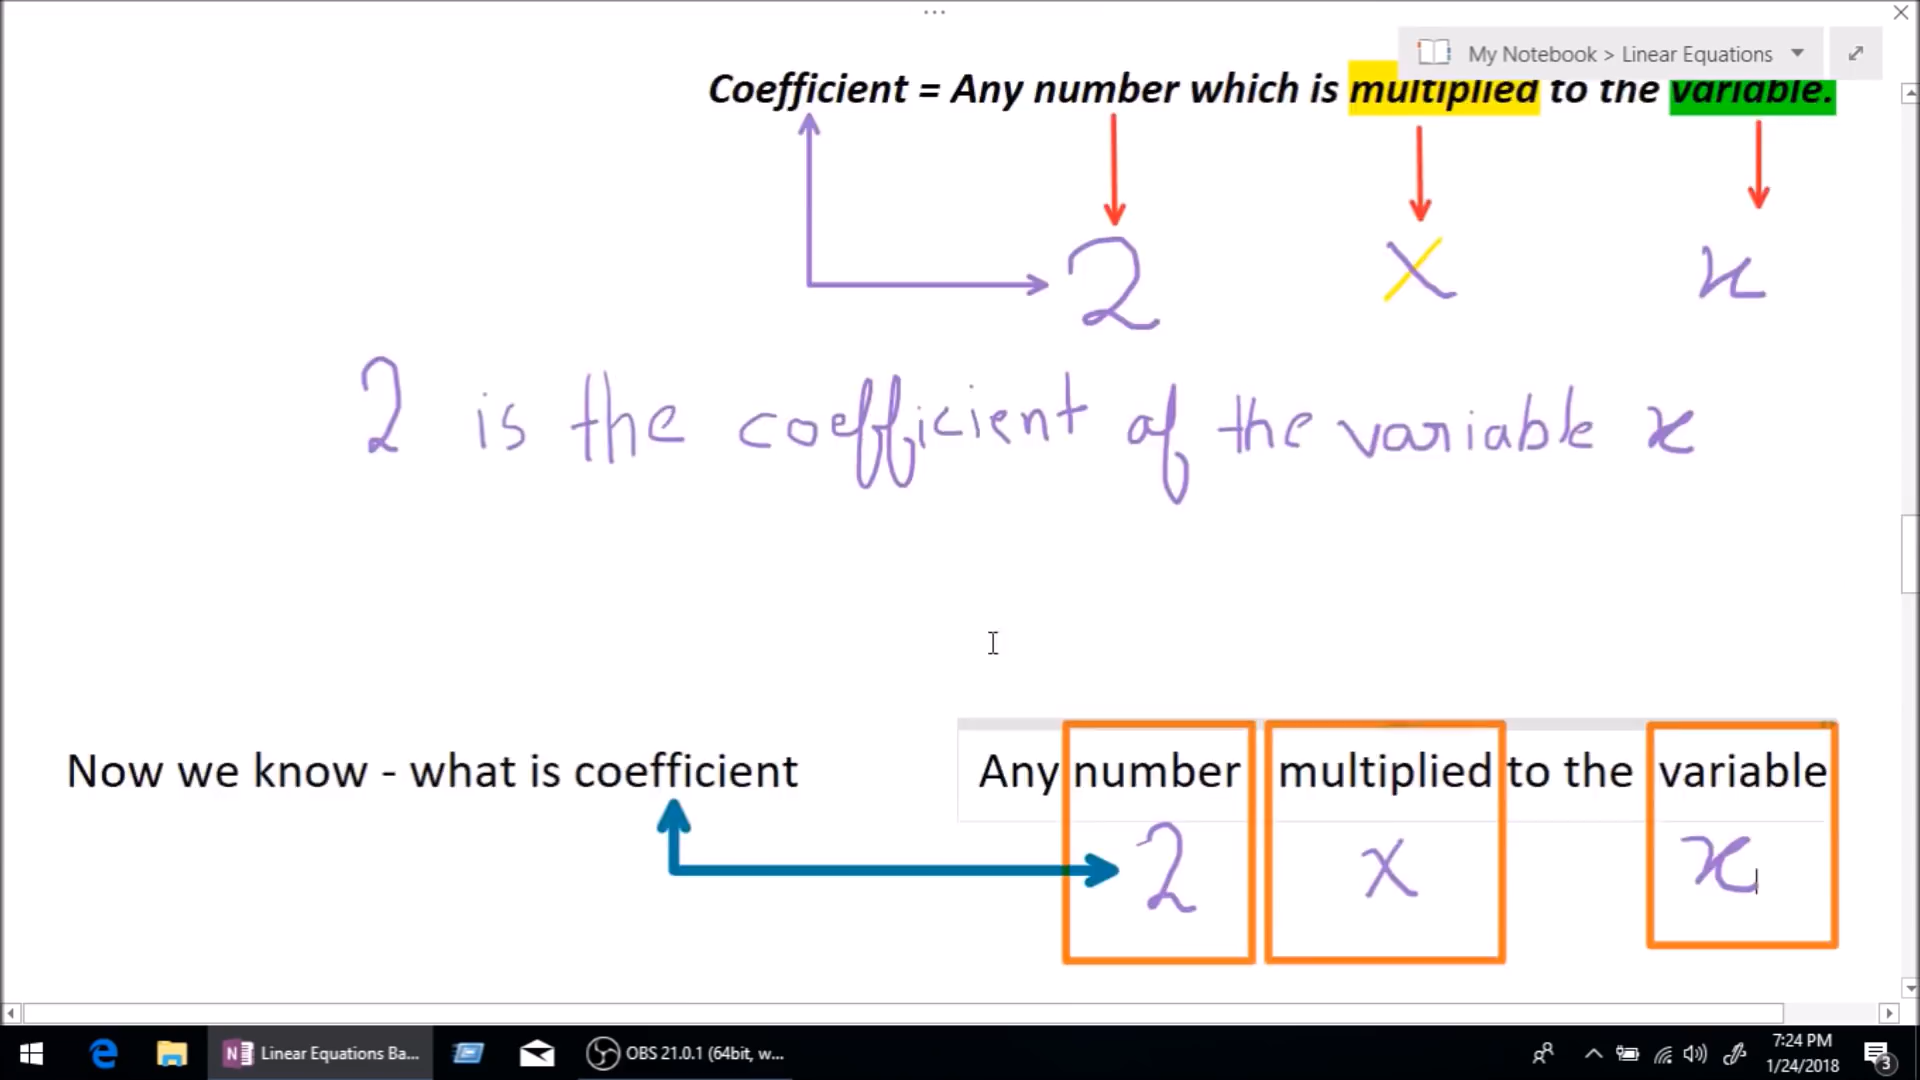 My Notebook > Linear Equations
Coefficient = Any number which is multiplied to the variable.
2 x x
2 is the coefficient of the variable x
Now we know - what is coefficient
Any number multiplied to the variable
2 x x
Linear Equations Ba...
OBS 21.0.1 (64bit, w...
7:24 PM
1/24/2018
3